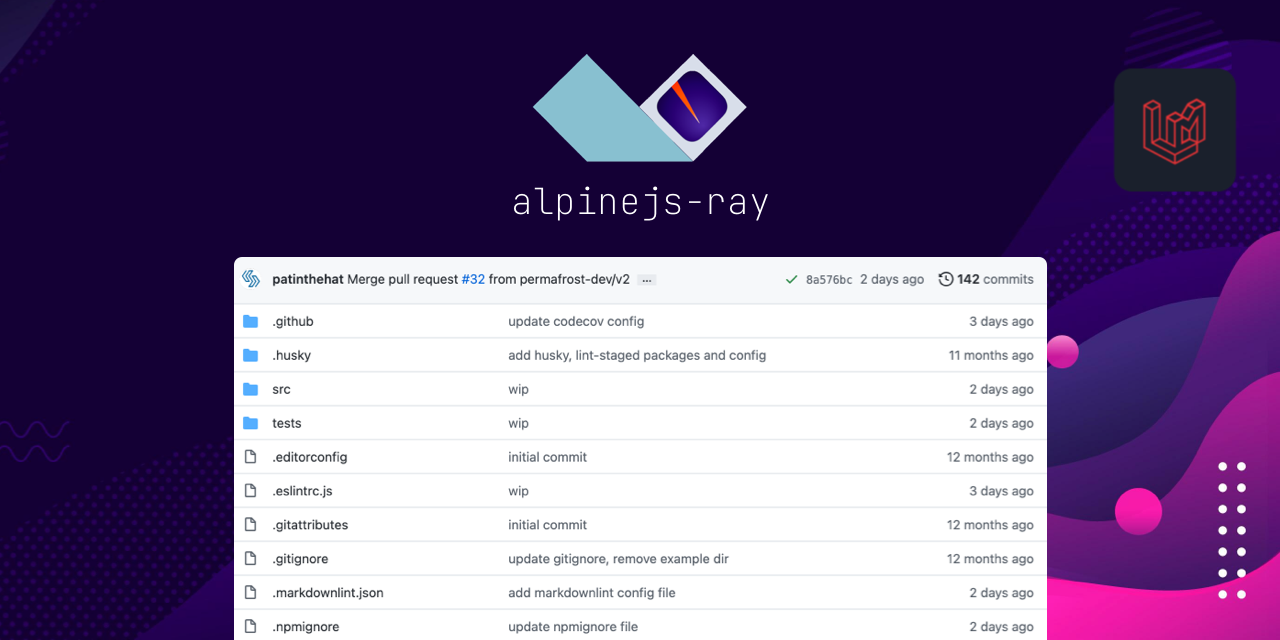 alpinejs-ray
patinthehat Merge pull request #32 from permafrost-dev/v2 ... 8a576bc 2 days ago 142 commits
.github update codecov config 3 days ago
.husky add husky, lint-staged packages and config 11 months ago
src wip 2 days ago
tests wip 2 days ago
.editorconfig initial commit 12 months ago
.eslintrc.js wip 3 days ago
.gitattributes initial commit 12 months ago
.gitignore update gitignore, remove example dir 12 months ago
.markdownlint.json add markdownlint config file 2 days ago
.npmignore update npmignore file 2 days ago